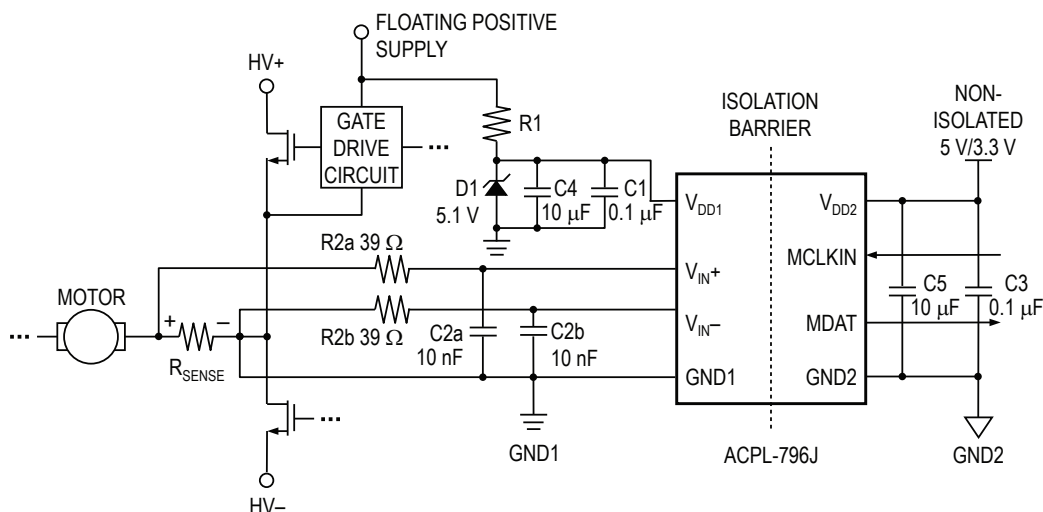 FLOATING POSITIVE
SUPPLY
HV+
GATE
DRIVE
CIRCUIT
...
R1
ISOLATION
BARRIER
NON-
ISOLATED
5 V/3.3 V
D1
5.1 V
C4
10 μF
C1
0.1 μF
VDD1
VDD2
R2a 39 Ω
MCLKIN
VIN+
MOTOR
+
–
...
RSENSE
R2b 39 Ω
C2a
10 nF
C2b
10 nF
VIN–
C5
10 μF
C3
0.1 μF
MDAT
GND1
GND2
...
GND1
ACPL-796J
GND2
HV–